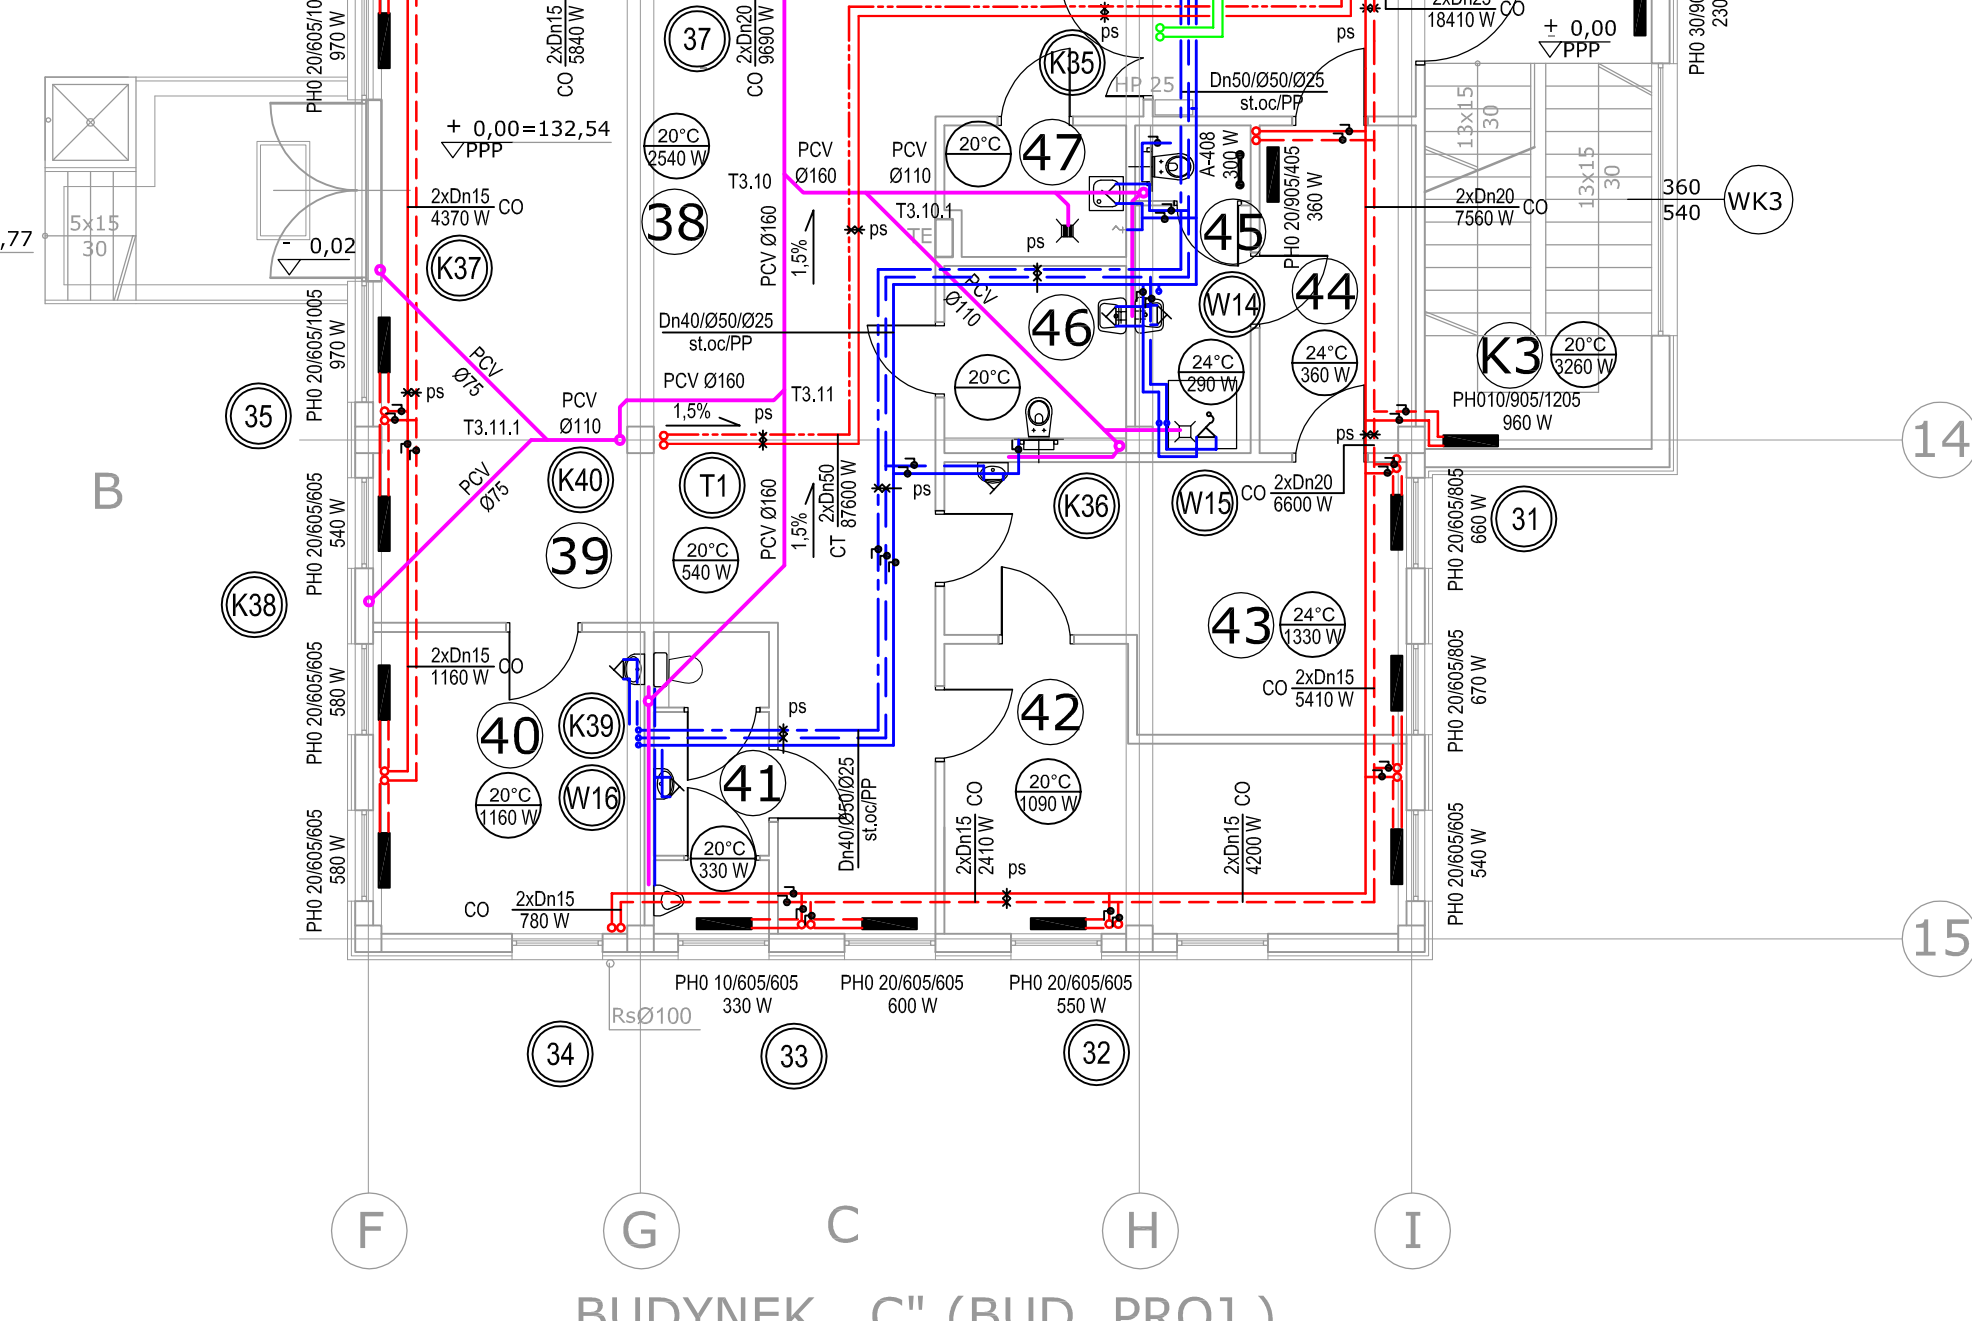 PH0 20/605/10
970 W
2xDn15
5840 W
CO
37
2xDn20
9690 W
CO
ps
K35
HP 25
18410 W
CO
ps
± 0,00
PPP
PH0 30/90
230
Dn50/Ø50/Ø25
st.oc/PP
+ 0,00=132,54
PPP
20°C
2540 W
38
PCV
Ø160
PCV
Ø110
T3.10
T3.10.1
TE
20°C
47
A-408
300 W
45
PH0 20/905/405
360 W
13x15
30
13x15
30
2xDn20
7560 W
CO
360
540
WK3
5x15
30
,77
- 0,02
2xDn15
4370 W
CO
K37
PCV Ø160
1,5%
ps
ps
PCV
Ø110
46
W14
44
Dn40/Ø50/Ø25
st.oc/PP
PH0 20/605/1005
970 W
PCV
Ø75
ps
PCV Ø160
1,5%
ps
T3.11
20°C
24°C
290 W
24°C
360 W
K3
20°C
3260 W
PH010/905/1205
960 W
35
T3.11.1
PCV
Ø110
ps
14
B
PCV
Ø75
K40
T1
PCV Ø160
1,5%
2xDn50
87600 W
CT
ps
K36
W15
CO
2xDn20
6600 W
PH0 20/605/605
540 W
PH0 20/605/805
660 W
31
39
20°C
540 W
K38
43
24°C
1330 W
2xDn15
1160 W
CO
PH0 20/605/605
580 W
CO
2xDn15
5410 W
PH0 20/605/805
670 W
40
K39
ps
42
20°C
1160 W
W16
41
20°C
1090 W
20°C
330 W
Dn40/Ø50/Ø25
st.oc/PP
2xDn15
2410 W
CO
ps
2xDn15
4200 W
CO
PH0 20/605/605
580 W
PH0 20/605/605
540 W
CO
2xDn15
780 W
15
PH0 10/605/605
330 W
PH0 20/605/605
600 W
PH0 20/605/605
550 W
RsØ100
34
33
32
F
G
C
H
I